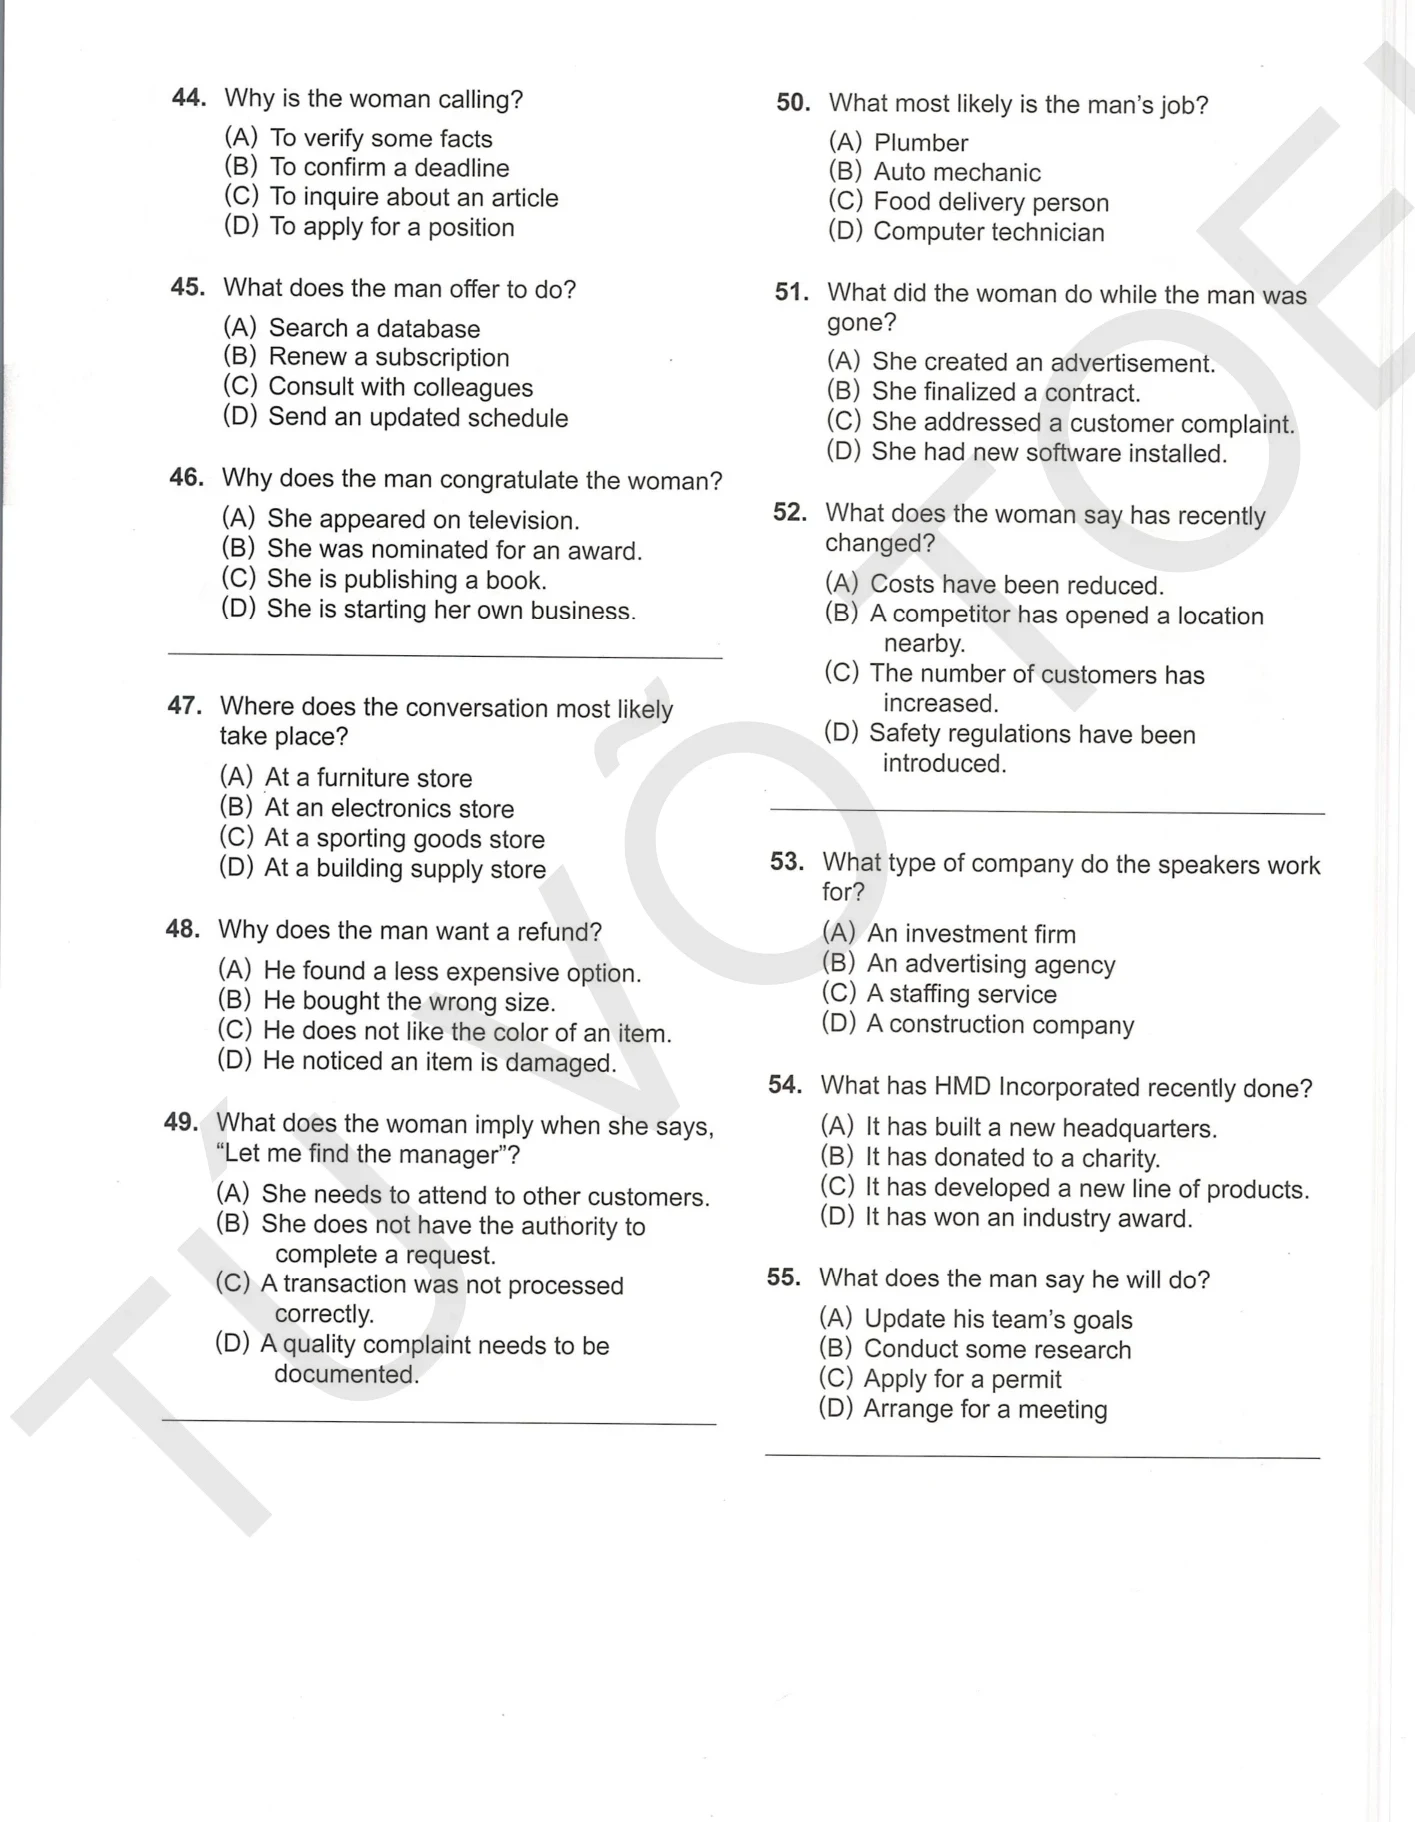 44. Why is the woman calling?
(A) To verify some facts
(B) To confirm a deadline
(C) To inquire about an article
(D) To apply for a position
45. What does the man offer to do?
(A) Search a database
(B) Renew a subscription
(C) Consult with colleagues
(D) Send an updated schedule
46. Why does the man congratulate the woman?
(A) She appeared on television.
(B) She was nominated for an award.
(C) She is publishing a book.
(D) She is starting her own business.
47. Where does the conversation most likely
take place?
(A) At a furniture store
(B) At an electronics store
(C) At a sporting goods store
(D) At a building supply store
48. Why does the man want a refund?
(A) He found a less expensive option.
(B) He bought the wrong size.
(C) He does not like the color of an item.
(D) He noticed an item is damaged.
49. What does the woman imply when she says,
“Let me find the manager”?
(A) She needs to attend to other customers.
(B) She does not have the authority to
complete a request.
(C) A transaction was not processed
correctly.
(D) A quality complaint needs to be
documented.
50. What most likely is the man’s job?
(A) Plumber
(B) Auto mechanic
(C) Food delivery person
(D) Computer technician
51. What did the woman do while the man was
gone?
(A) She created an advertisement.
(B) She finalized a contract.
(C) She addressed a customer complaint.
(D) She had new software installed.
52. What does the woman say has recently
changed?
(A) Costs have been reduced.
(B) A competitor has opened a location
nearby.
(C) The number of customers has
increased.
(D) Safety regulations have been
introduced.
53. What type of company do the speakers work
for?
(A) An investment firm
(B) An advertising agency
(C) A staffing service
(D) A construction company
54. What has HMD Incorporated recently done?
(A) It has built a new headquarters.
(B) It has donated to a charity.
(C) It has developed a new line of products.
(D) It has won an industry award.
55. What does the man say he will do?
(A) Update his team’s goals
(B) Conduct some research
(C) Apply for a permit
(D) Arrange for a meeting
TÚ VÕ TOE